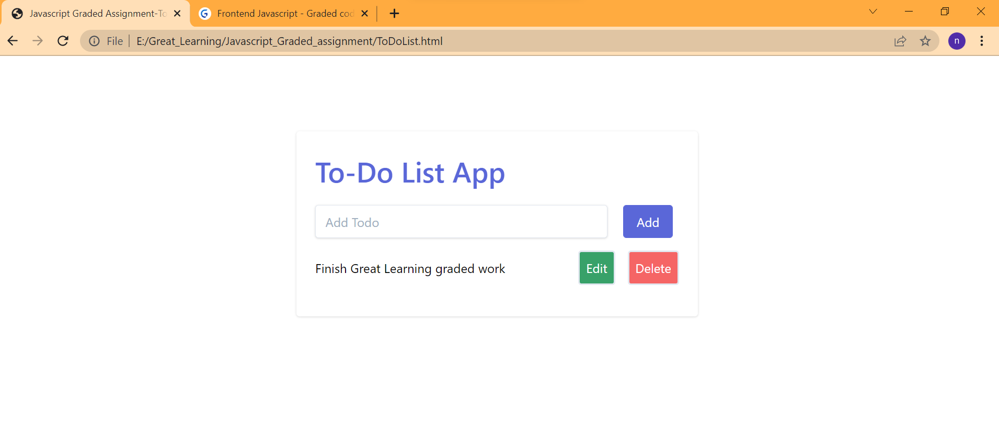 Javascript Graded Assignment-To
Frontend Javascript - Graded cod
File
E:/Great_Learning/Javascript_Graded_assignment/ToDoList.html
n
To-Do List App
Add Todo
Add
Finish Great Learning graded work
Edit
Delete